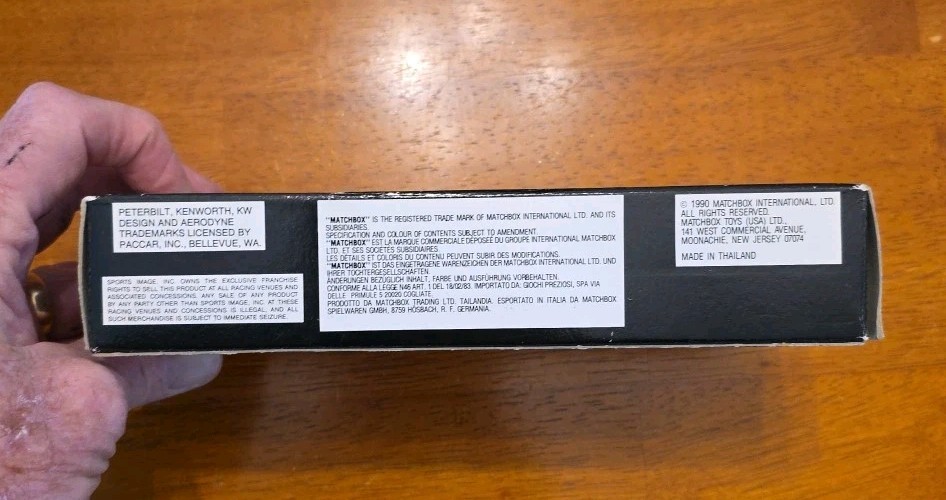 PETERBILT, KENWORTH, KW
DESIGN AND AERODYNE
TRADEMARKS LICENSED BY
PACCAR, INC., BELLEVUE, WA.
SPORTS IMAGE, INC. OWNS THE EXCLUSIVE FRANCHISE
RIGHTS TO SELL THIS PRODUCT AT ALL RACING VENUES AND
ASSOCIATED CONCESSIONS. ANY SALE OF ANY PRODUCT
BY ANY PARTY OTHER THAN SPORTS IMAGE, INC. AT THESE
RACING VENUES AND CONCESSIONS IS ILLEGAL, AND ALL
SUCH MERCHANDISE IS SUBJECT TO IMMEDIATE SEIZURE.
"MATCHBOX" IS THE REGISTERED TRADE MARK OF MATCHBOX INTERNATIONAL LTD. AND ITS
SUBSIDIARIES.
SPECIFICATION AND COLOUR OF CONTENTS SUBJECT TO AMENDMENT.
"MATCHBOX" EST LA MARQUE COMMERCIALE DÉPOSÉE DU GROUPE INTERNATIONAL MATCHBOX
LTD. ET SES SOCIETES SUBSIDIAIRES.
LES DÉTAILS ET COLORIS DU CONTENU PEUVENT SUBIR DES MODIFICATIONS.
"MATCHBOX" IST DAS EINGETRAGENE WARENZEICHEN DER MATCHBOX INTERNATIONAL LTD. UND
IHRER TOCHTERGESELLSCHAFTEN.
ÄNDERUNGEN BEZÜGLICH INHALT, FARBE UND AUSFÜHRUNG VORBEHALTEN.
CONFORME ALLA LEGGE N46 ART. 1 DEL 18/02/83. IMPORTATO DA: GIOCHI PREZIOSI, SPA VIA
DELLE PRIMULE 5 20020 COGLIATE.
PRODOTTO DA MATCHBOX TRADING LTD. TAILANDIA. ESPORTATO IN ITALIA DA MATCHBOX
SPIELWAREN GMBH, 8759 HOSBACH, R. F. GERMANIA.
© 1990 MATCHBOX INTERNATIONAL, LTD.
ALL RIGHTS RESERVED.
MATCHBOX TOYS (USA) LTD.,
141 WEST COMMERCIAL AVENUE,
MOONACHIE, NEW JERSEY 07074
MADE IN THAILAND